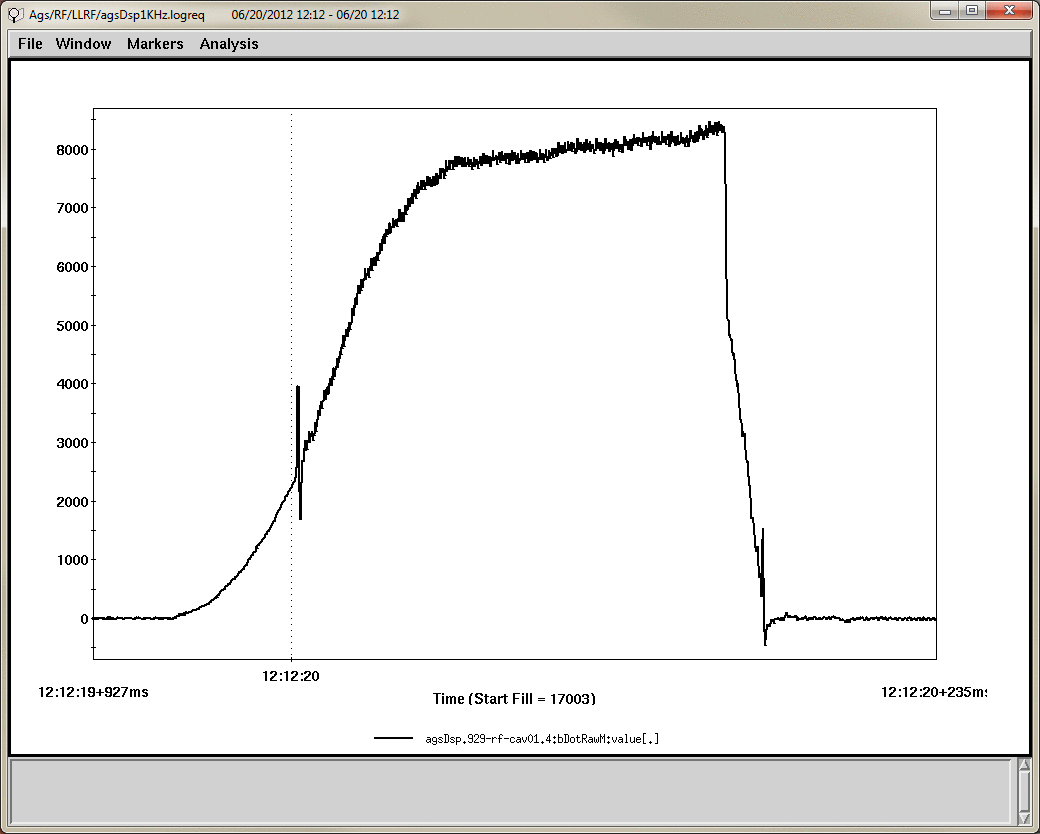 Ags/RF/LLRF/agsDsp1KHz.logreq 06/20/2012 12:12 - 06/20 12:12
File Window Markers Analysis
8000
7000
6000
5000
4000
3000
2000
1000
0
12:12:20
12:12:19+927ms 12:12:20+235ms
Time (Start Fill = 17003)
agsDsp.929-rf-cav01.4:bDotRawM:value[.]